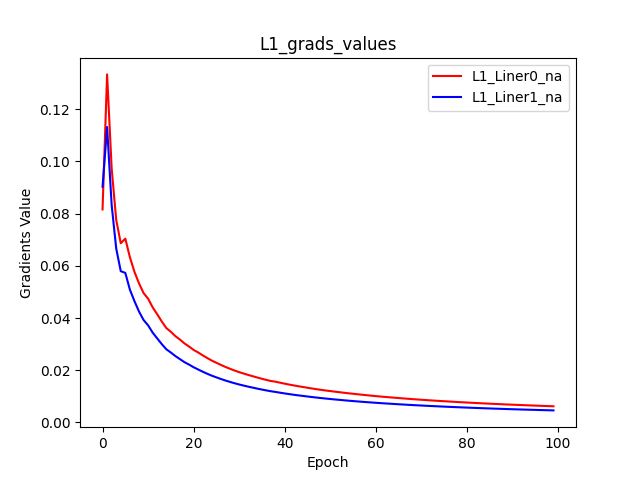 L1_grads_values
L1_Liner0_na
L1_Liner1_na
Gradients Value
0.12
0.10
0.08
0.06
0.04
0.02
0.00
0 20 40 60 80 100
Epoch